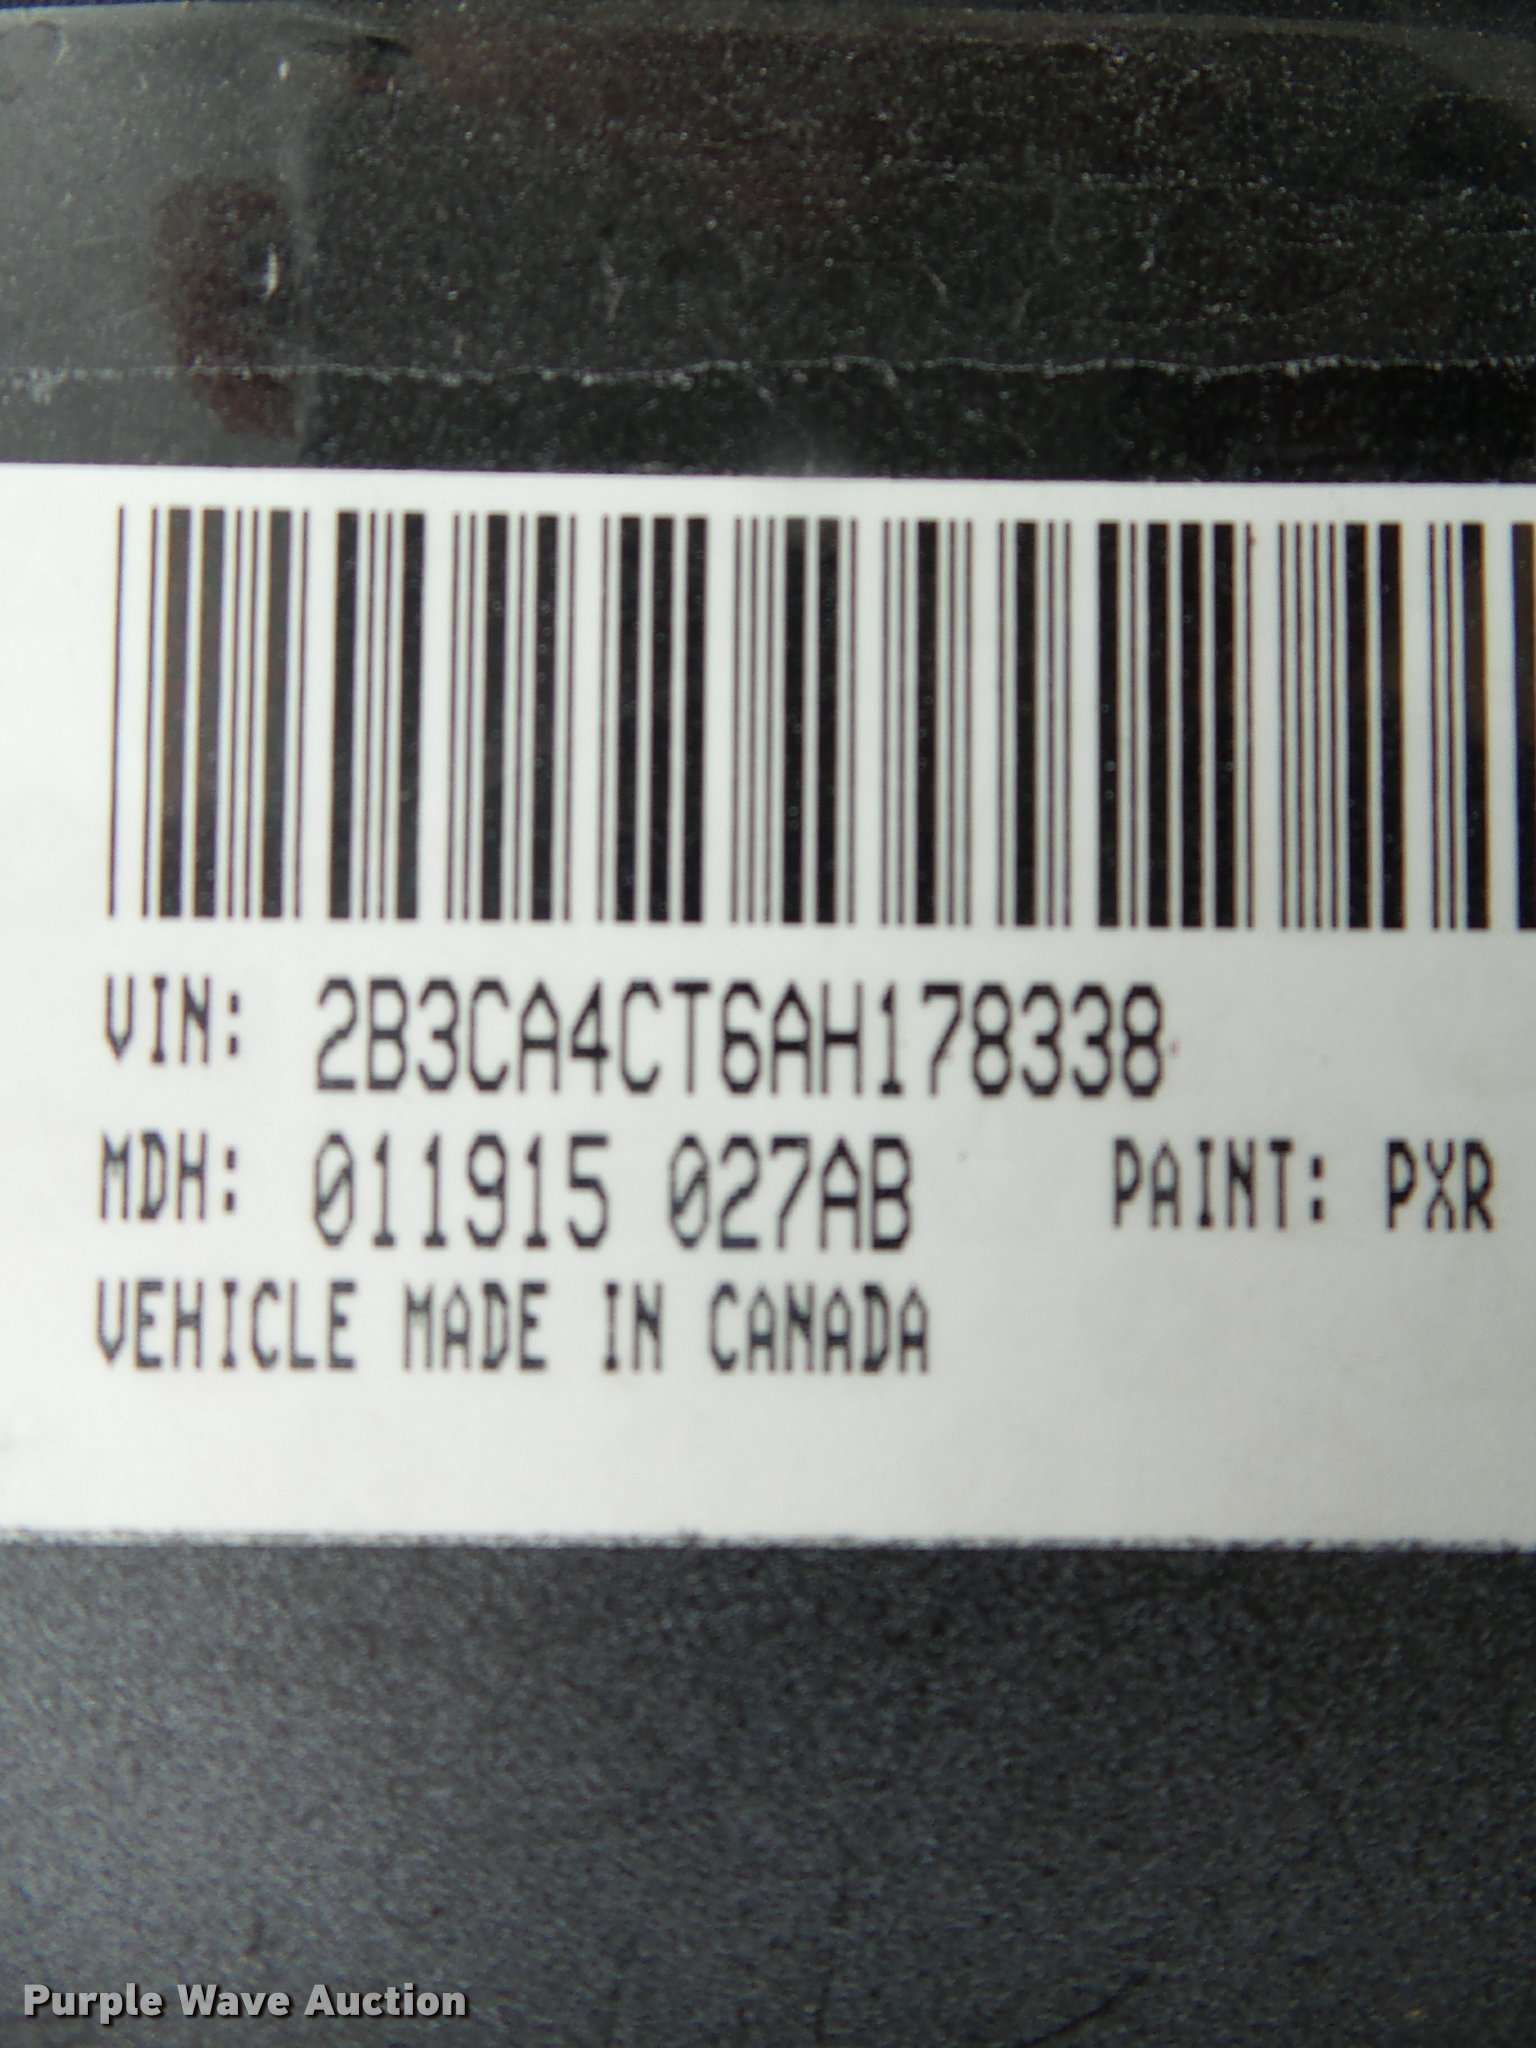 VIN: 2B3CA4CT6AH178338
MDH: 011915 027AB PAINT: PXR
VEHICLE MADE IN CANADA
Purple Wave Auction